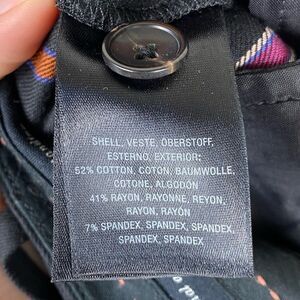 SHELL, VESTE, OBERSTOFF,
ESTERNO, EXTERIOR:
52% COTTON, COTON, BAUMWOLLE,
COTONE, ALGODON
41% RAYON, RAYONNE, REYON,
RAYON, RAYÓN
7% SPANDEX, SPANDEX, SPANDEX,
SPANDEX, SPANDEX